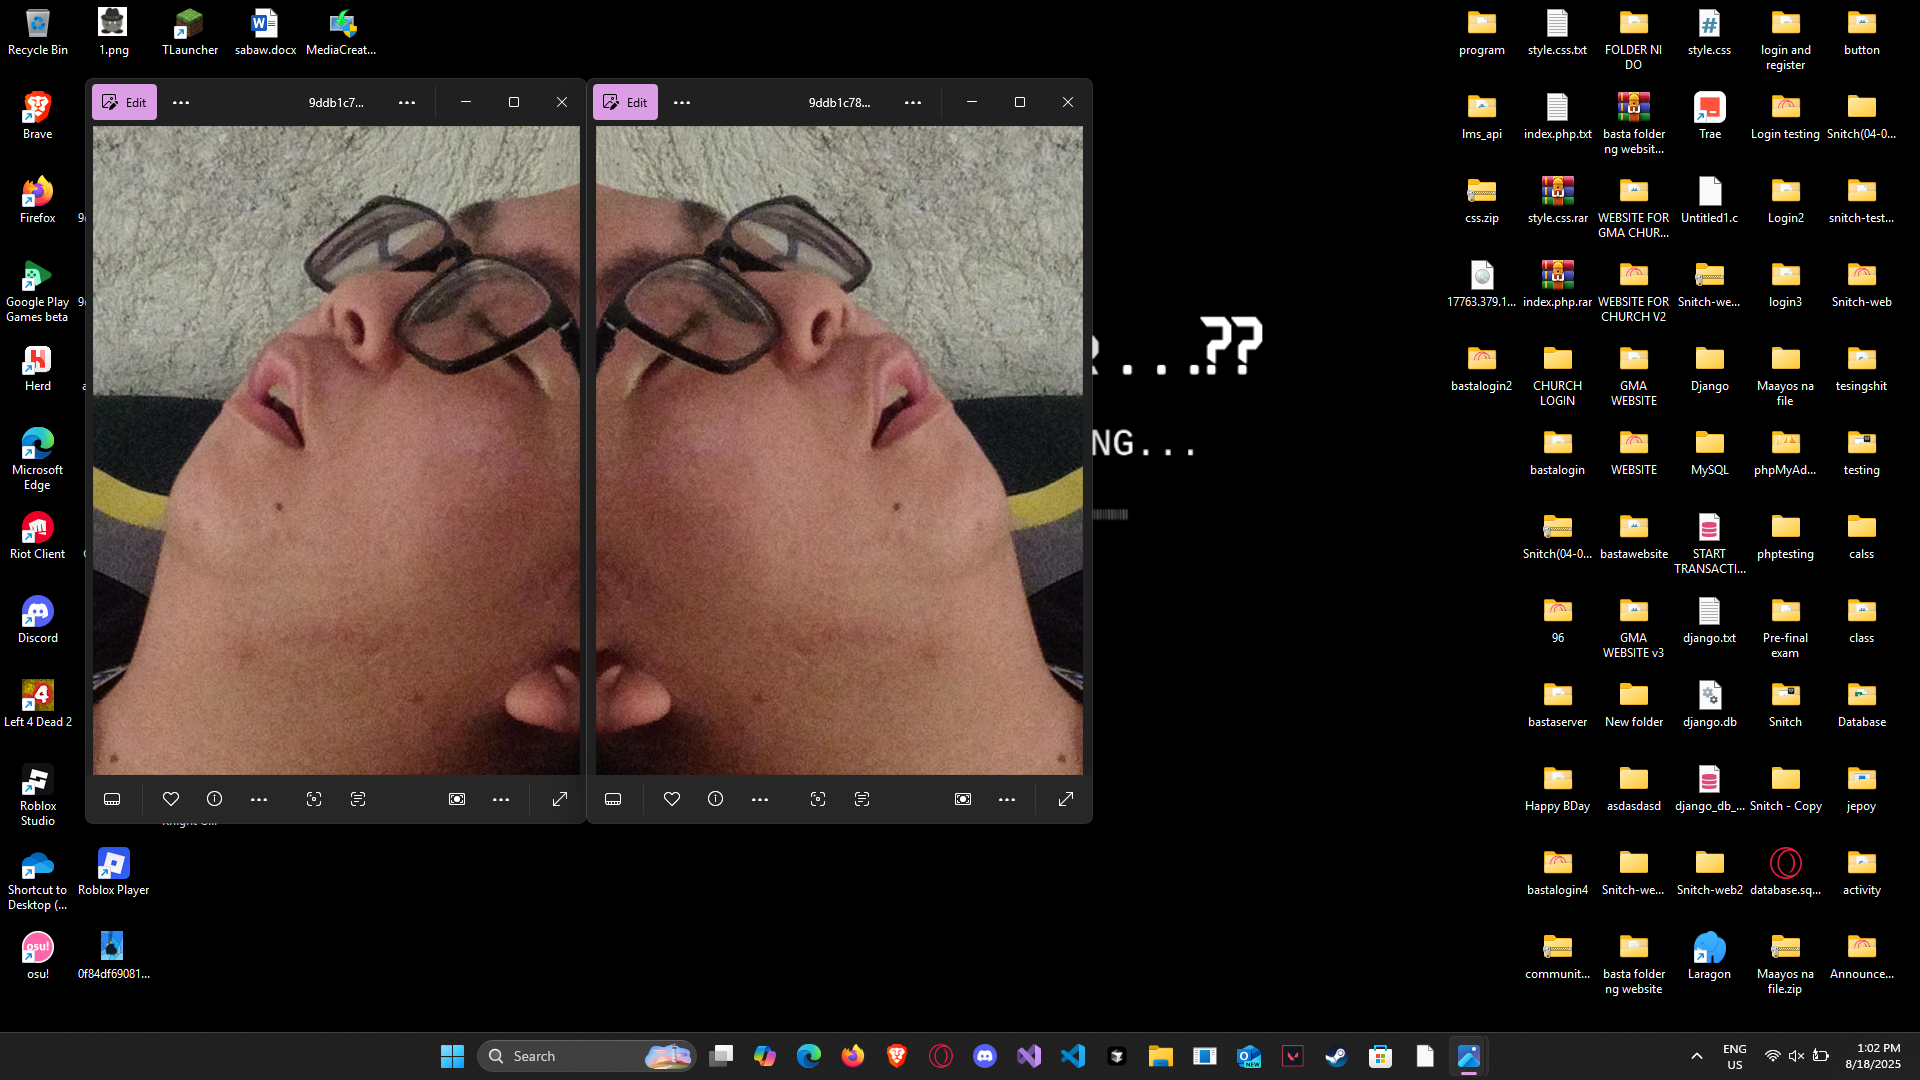 Recycle Bin
1.png
TLauncher
sabaw.docx
MediaCreat...
Brave
Firefox
Google Play
Games beta
Herd
Microsoft
Edge
Riot Client
Discord
Left 4 Dead 2
Roblox
Studio
Shortcut to
Desktop (...
Roblox Player
osu!
0f84df69081...
Edit
9ddb1c7...
Edit
9ddb1c78...
R...??
NG...
program
style.css.txt
FOLDER NI
DO
style.css
login and
register
button
lms_api
index.php.txt
basta folder
ng websit...
Trae
Login testing
Snitch(04-0...
css.zip
style.css.rar
WEBSITE FOR
GMA CHUR...
Untitled1.c
Login2
snitch-test...
17763.379.1...
index.php.rar
WEBSITE FOR
CHURCH V2
Snitch-we...
login3
Snitch-web
bastalogin2
CHURCH
LOGIN
GMA
WEBSITE
Django
Maayos na
file
tesingshit
bastalogin
WEBSITE
MySQL
phpMyAd...
testing
Snitch(04-0...
bastawebsite
START
TRANSACTI...
phptesting
calss
96
GMA
WEBSITE v3
django.txt
Pre-final
exam
class
bastaserver
New folder
django.db
Snitch
Database
Happy BDay
asdasdasd
django_db_...
Snitch - Copy
jepoy
bastalogin4
Snitch-we...
Snitch-web2
database.sq...
activity
communit...
basta folder
ng website
Laragon
Maayos na
file.zip
Announce...
Search
ENG
US
1:02 PM
8/18/2025